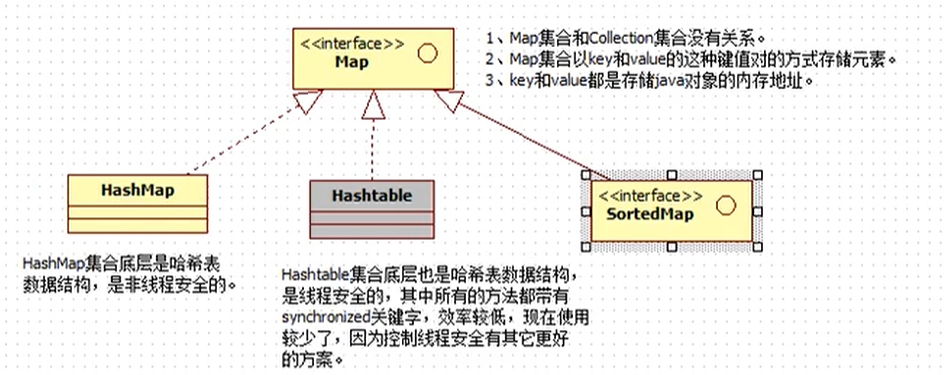 <<interface>>
Map
1、Map集合和Collection集合没有关系。
2、Map集合以key和value的这种键值对的方式存储元素。
3、key和value都是存储java对象的内存地址。
HashMap
Hashtable
<<interface>>
SortedMap
HashMap集合底层是哈希表
数据结构，是非线程安全的。
Hashtable集合底层也是哈希表数据结构，
是线程安全的，其中所有的方法都带有
synchronized关键字，效率较低，现在使用
较少了，因为控制线程安全有其它更好
的方案。